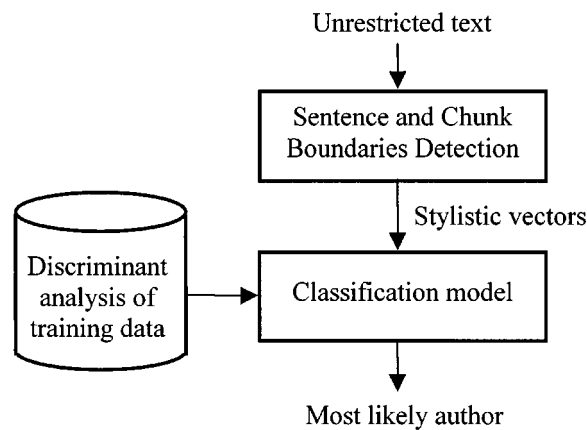 Unrestricted text
Sentence and Chunk
Boundaries Detection
Stylistic vectors
Discriminant
analysis of
training data
Classification model
Most likely author